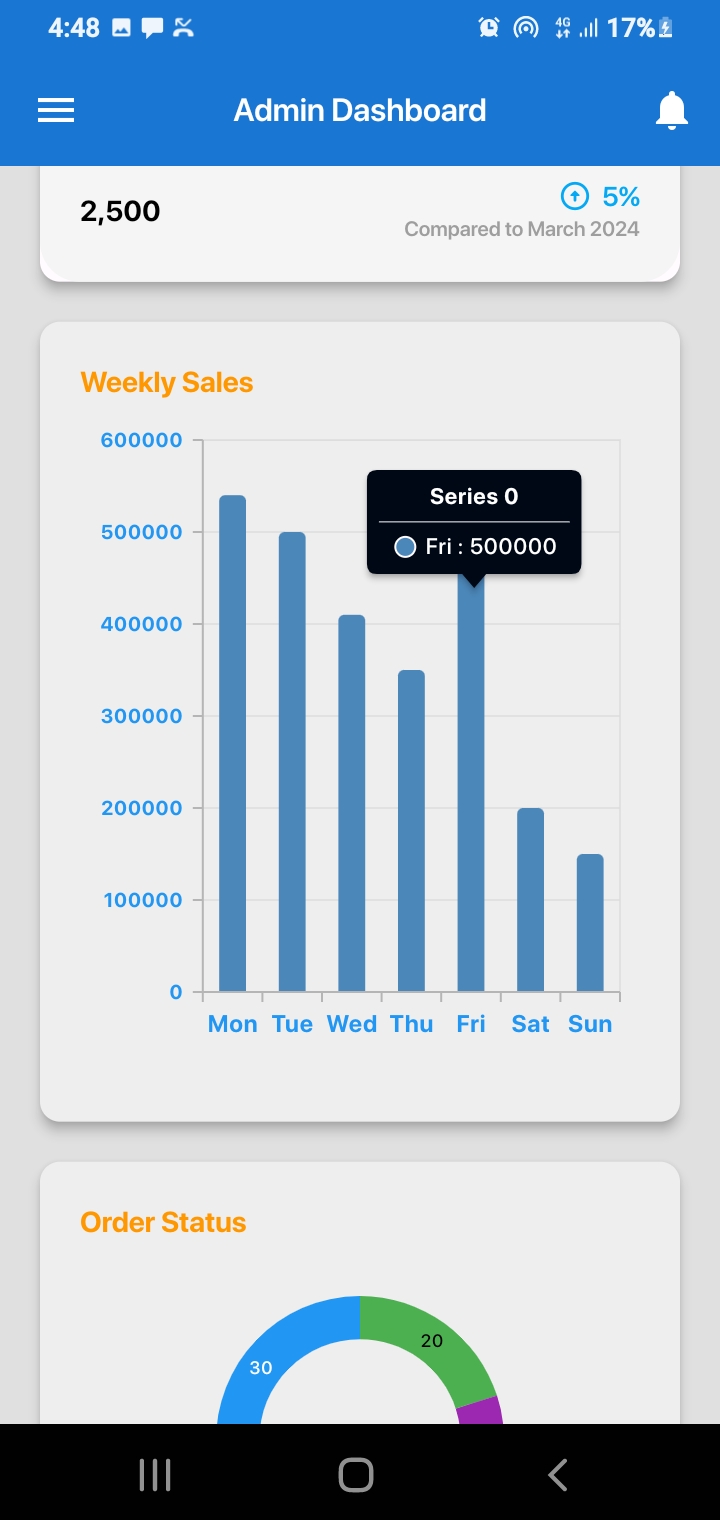 4:48
4G 17%
Admin Dashboard
2,500
5%
Compared to March 2024
Weekly Sales
600000
500000
400000
300000
200000
100000
0
Series 0
Fri : 500000
Mon Tue Wed Thu Fri Sat Sun
Order Status
20
30